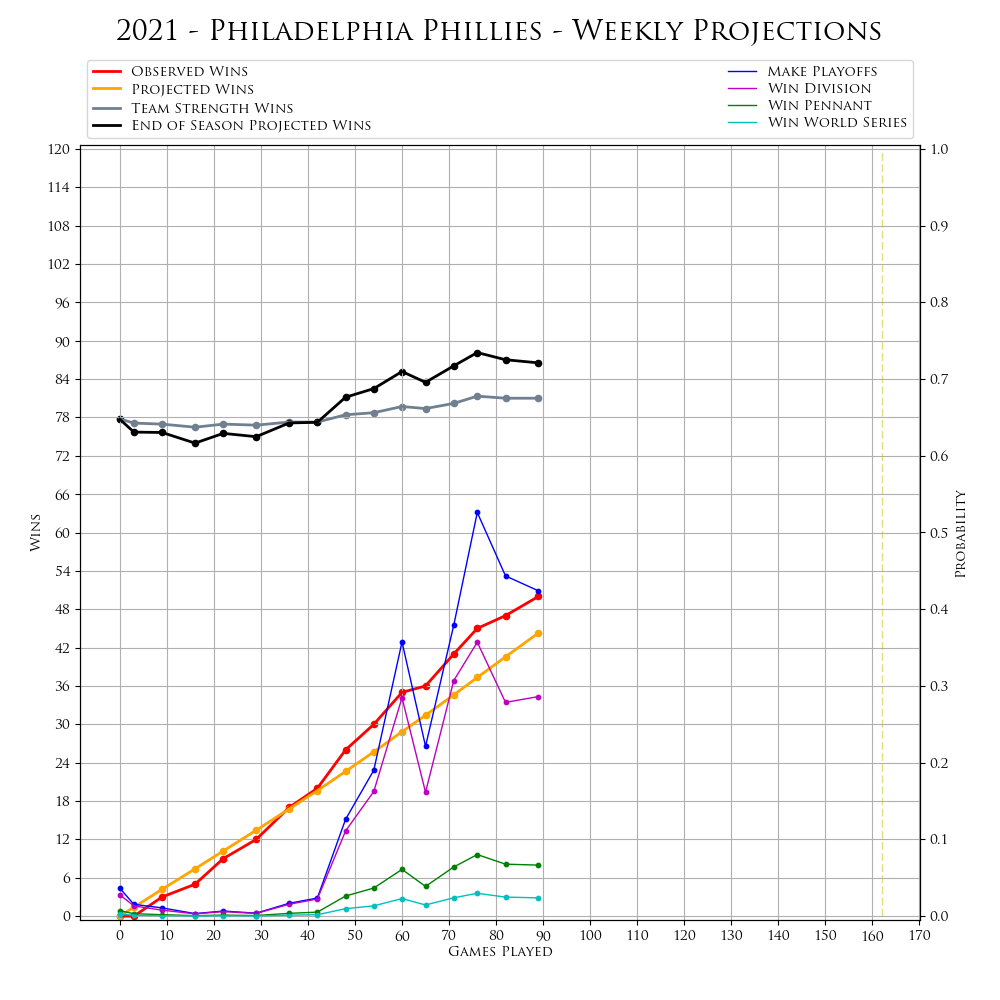 2021 - Philadelphia Phillies - Weekly Projections
Observed Wins
Projected Wins
Team Strength Wins
End of Season Projected Wins
Make Playoffs
Win Division
Win Pennant
Win World Series
120
114
108
102
96
90
84
78
72
66
60
54
48
42
36
30
24
18
12
6
0
Wins
1.0
0.9
0.8
0.7
0.6
0.5
0.4
0.3
0.2
0.1
0.0
Probability
0 10 20 30 40 50 60 70 80 90 100 110 120 130 140 150 160 170
Games Played